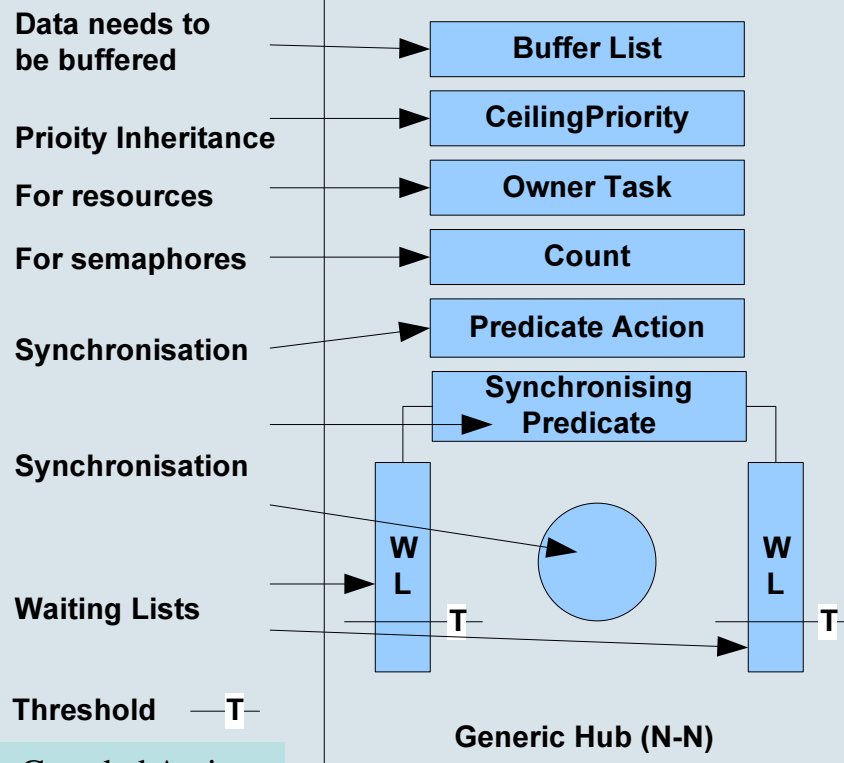 Data needs to
be buffered
Buffer List
Prioity Inheritance
CeilingPriority
For resources
Owner Task
For semaphores
Count
Synchronisation
Predicate Action
Synchronising
Predicate
Synchronisation
W
L
W
L
Waiting Lists
T
T
Threshold
T
Generic Hub (N-N)